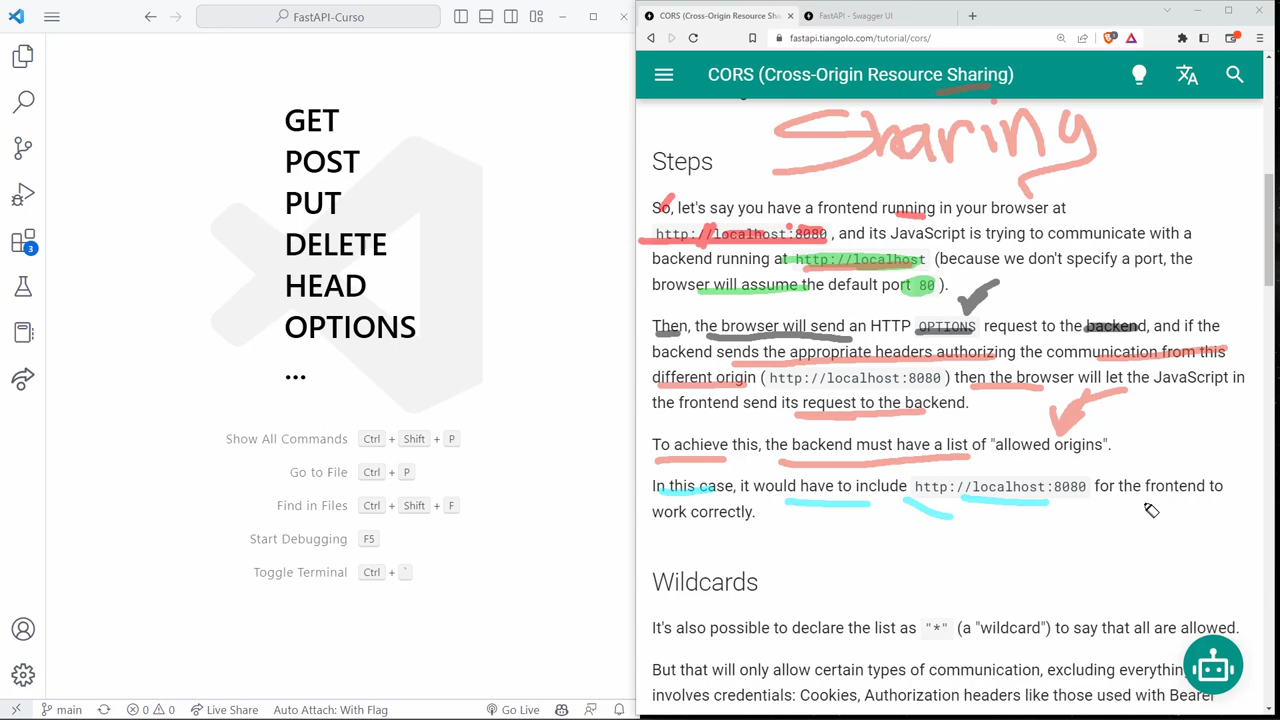 FastAPI-Curso
GET
POST
PUT
DELETE
HEAD
OPTIONS
...
Show All Commands Ctrl + Shift + P
Go to File Ctrl + P
Find in Files Ctrl + Shift + F
Start Debugging F5
Toggle Terminal Ctrl + `
3
main 0 0 Live Share Auto Attach: With Flag Go Live
CORS (Cross-Origin Resource Sha
FastAPI - Swagger UI
fastapi.tiangolo.com/tutorial/cors/
CORS (Cross-Origin Resource Sharing)
Sharing
Steps
So, let's say you have a frontend running in your browser at
http://localhost:8080 , and its JavaScript is trying to communicate with a
backend running at http://localhost (because we don't specify a port, the
browser will assume the default port 80 ).
Then, the browser will send an HTTP OPTIONS request to the backend, and if the
backend sends the appropriate headers authorizing the communication from this
different origin ( http://localhost:8080 ) then the browser will let the JavaScript in
the frontend send its request to the backend.
To achieve this, the backend must have a list of "allowed origins".
In this case, it would have to include http://localhost:8080 for the frontend to
work correctly.
Wildcards
It's also possible to declare the list as "*" (a "wildcard") to say that all are allowed.
But that will only allow certain types of communication, excluding everything
involves credentials: Cookies, Authorization headers like those used with Bearer